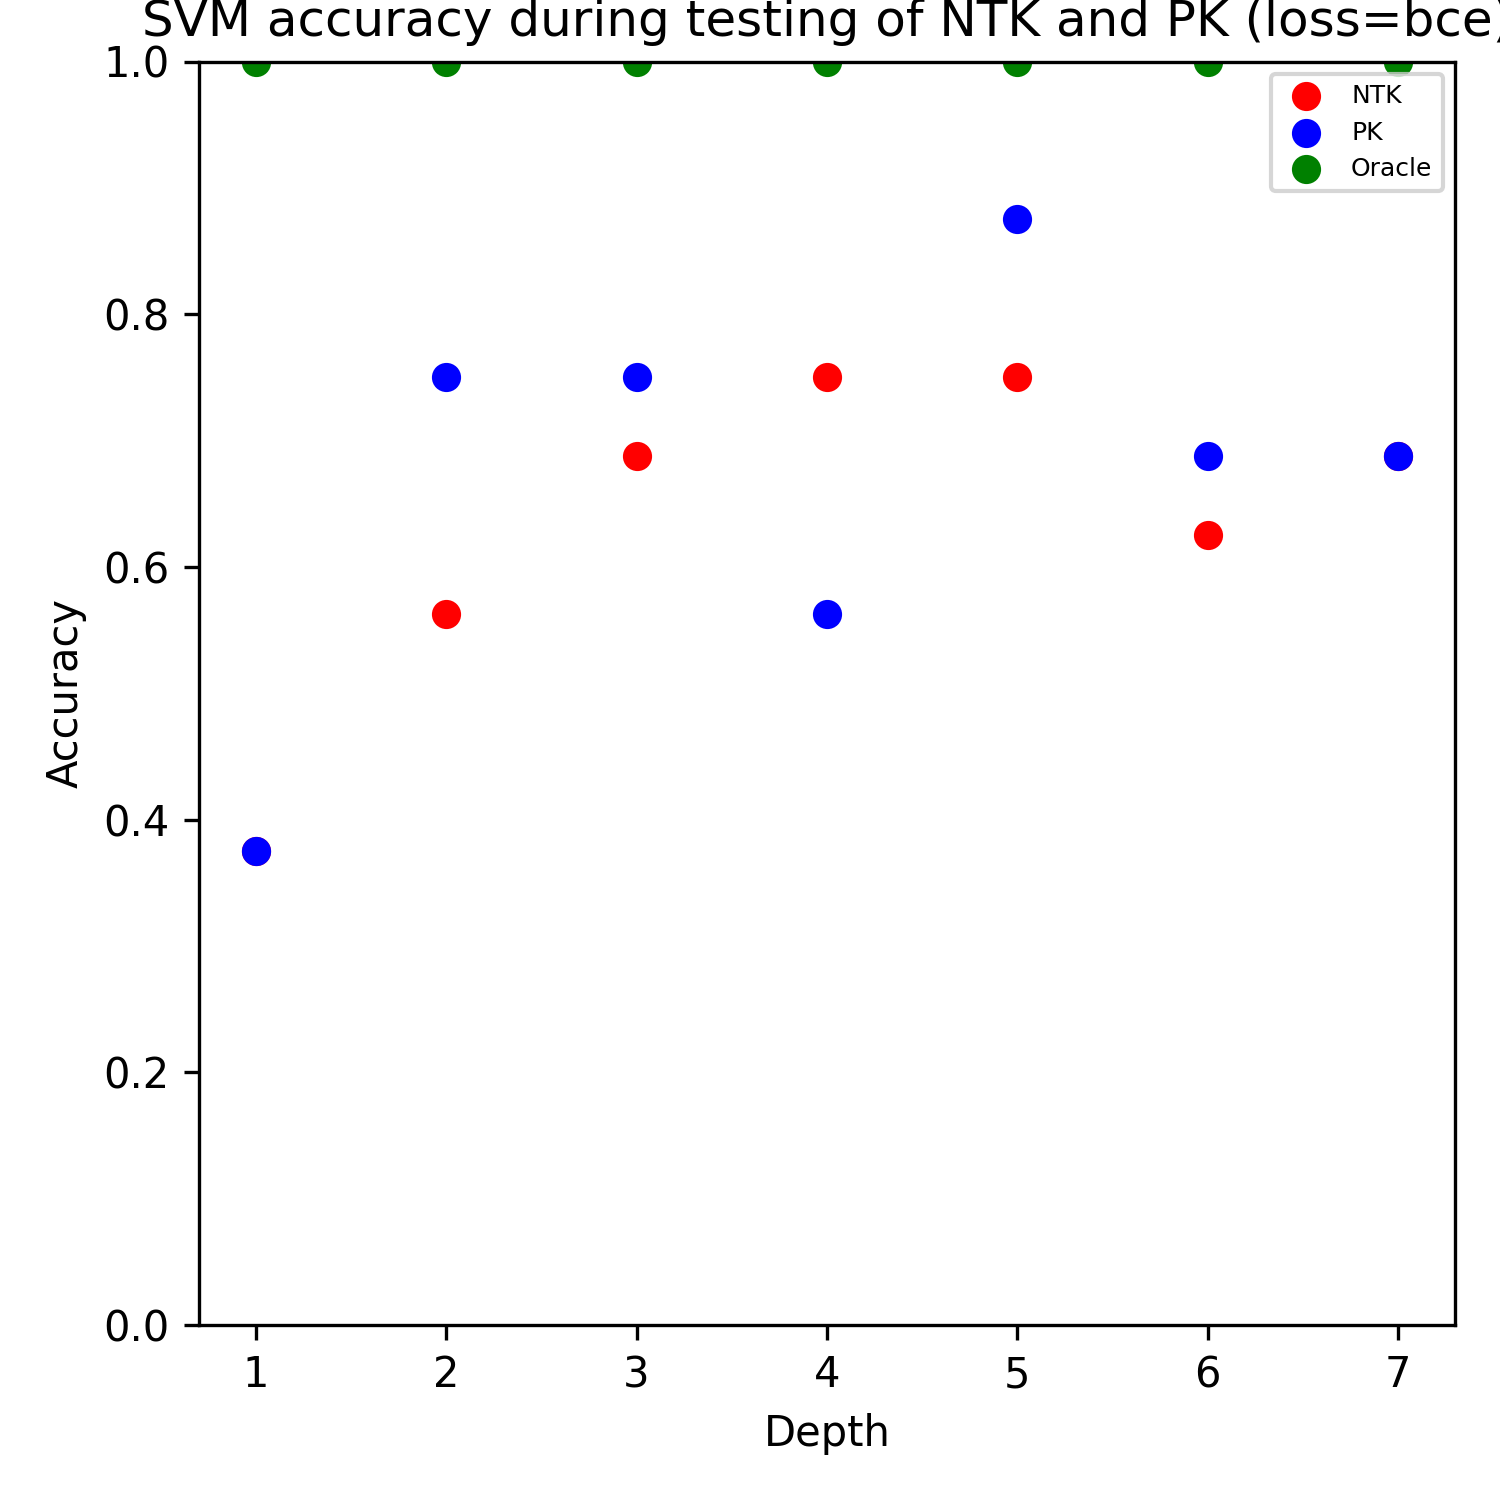 SVM accuracy during testing of NTK and PK (loss=bce)
1.0
0.8
0.6
0.4
0.2
0.0
Accuracy
NTK
PK
Oracle
1 2 3 4 5 6 7
Depth